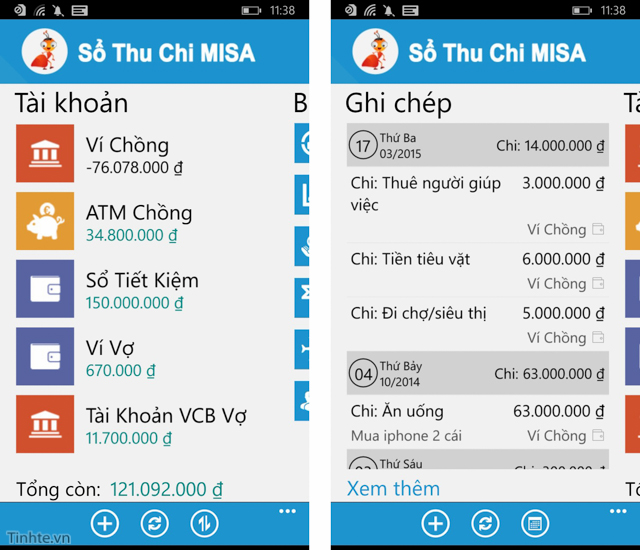 11:38
Sổ Thu Chi MISA
Tài khoản
B
Ví Chồng
-76.078.000 ₫
ATM Chồng
34.800.000 ₫
Sổ Tiết Kiệm
150.000.000 ₫
Ví Vợ
670.000 ₫
Tài Khoản VCB Vợ
11.700.000 ₫
Tổng còn: 121.092.000 ₫
Tinhte.vn
11:38
Sổ Thu Chi MISA
Ghi chép
17 Thứ Ba
03/2015
Chi: 14.000.000 ₫
Chi: Thuê người giúp
việc
3.000.000 ₫
Ví Chồng
Chi: Tiền tiêu vặt 6.000.000 ₫
Ví Chồng
Chi: Đi chợ/siêu thị 5.000.000 ₫
Ví Chồng
04 Thứ Bảy
10/2014
Chi: 63.000.000 ₫
Chi: Ăn uống 63.000.000 ₫
Mua iphone 2 cái Ví Chồng
Thứ Sáu
Xem thêm